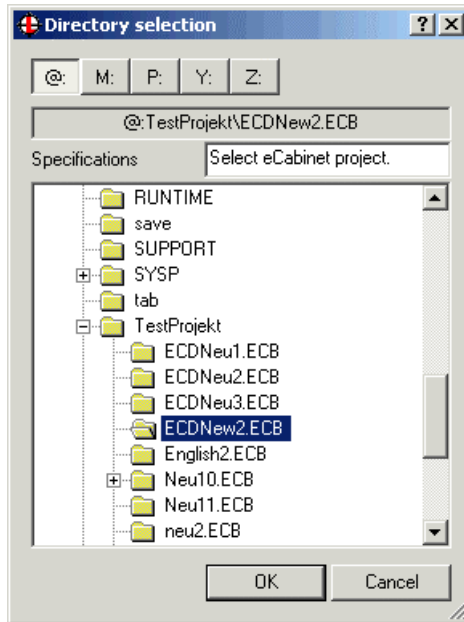 Directory selection
@: M: P: Y: Z:
@:TestProjekt\ECDNew2.ECB
Specifications Select eCabinet project.
RUNTIME
save
SUPPORT
SYSP
tab
TestProjekt
ECDNeu1.ECB
ECDNeu2.ECB
ECDNeu3.ECB
ECDNew2.ECB
English2.ECB
Neu10.ECB
Neu11.ECB
neu2.ECB
OK Cancel